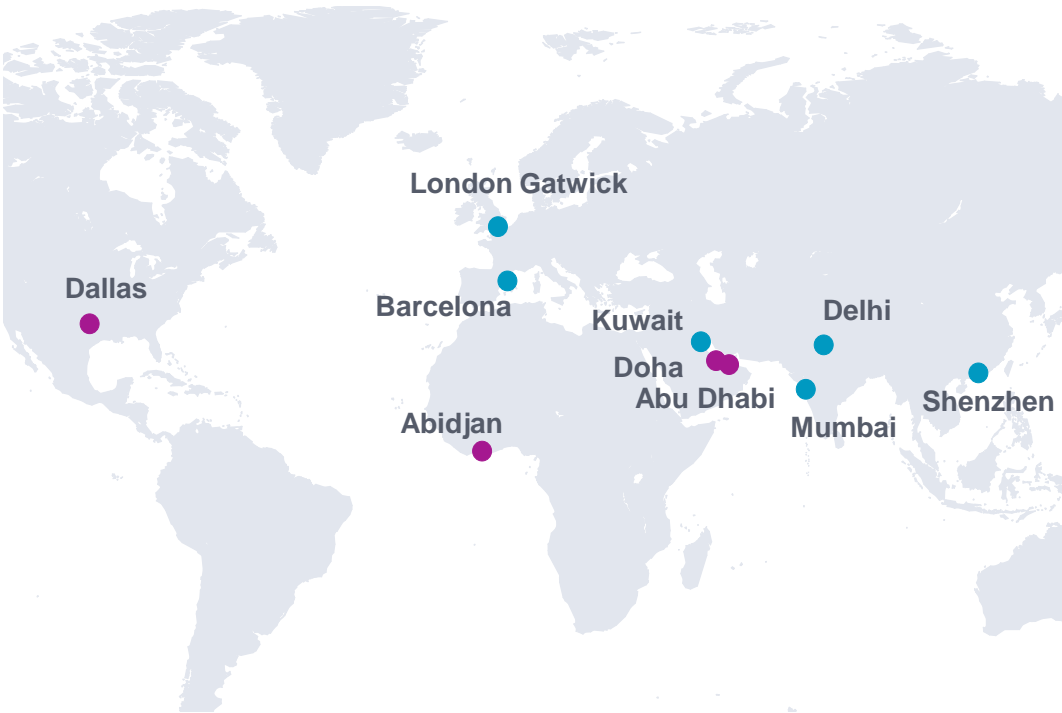 London Gatwick
Dallas
Barcelona
Kuwait
Delhi
Doha
Abu Dhabi
Shenzhen
Abidjan
Mumbai